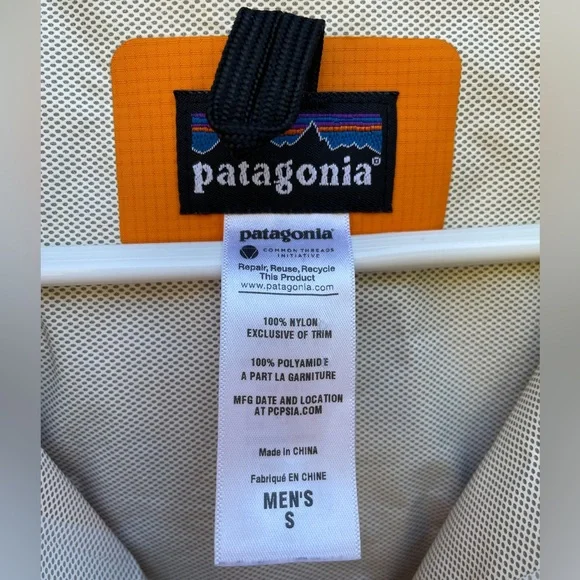 patagonia®
patagonia®
COMMON THREADS
INITIATIVE
Repair, Reuse, Recycle
This Product
www.patagonia.com
100% NYLON
EXCLUSIVE OF TRIM
100% POLYAMIDE
A PART LA GARNITURE
MFG DATE AND LOCATION
AT PCPSIA.COM
Made in CHINA
Fabriqué EN CHINE
MEN'S
S